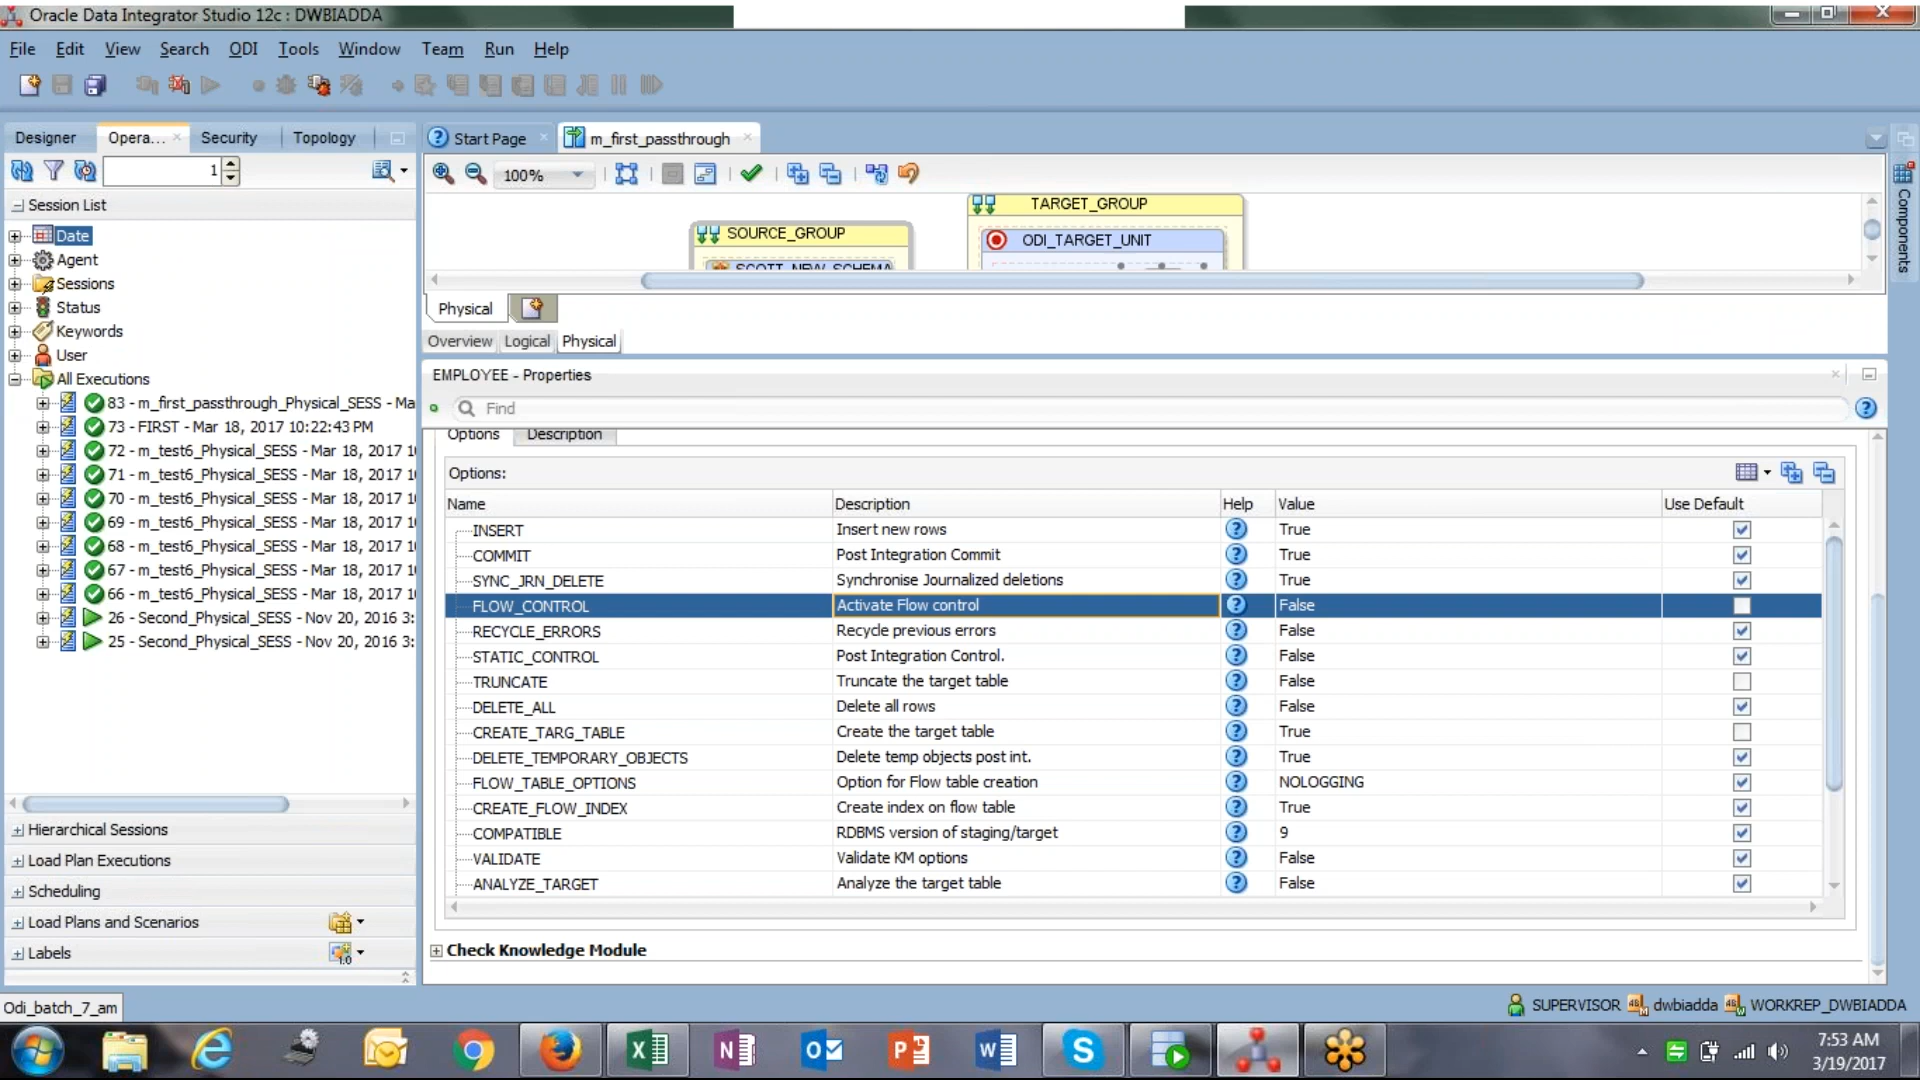 Oracle Data Integrator Studio 12c : DWBIADDA
File Edit View Search ODI Tools Window Team Run Help
Designer Opera... Security Topology
Start Page m_first_passthrough
1
100%
Session List
Date
Agent
Sessions
Status
Keywords
User
All Executions
83 - m_first_passthrough_Physical_SESS - Ma
73 - FIRST - Mar 18, 2017 10:22:43 PM
72 - m_test6_Physical_SESS - Mar 18, 2017 1
71 - m_test6_Physical_SESS - Mar 18, 2017 1
70 - m_test6_Physical_SESS - Mar 18, 2017 1
69 - m_test6_Physical_SESS - Mar 18, 2017 1
68 - m_test6_Physical_SESS - Mar 18, 2017 1
67 - m_test6_Physical_SESS - Mar 18, 2017 1
66 - m_test6_Physical_SESS - Mar 18, 2017 1
26 - Second_Physical_SESS - Nov 20, 2016 3:
25 - Second_Physical_SESS - Nov 20, 2016 3:
Hierarchical Sessions
Load Plan Executions
Scheduling
Load Plans and Scenarios
Labels
SOURCE_GROUP
SCOTT_NEW_SCHEMA
TARGET_GROUP
ODI_TARGET_UNIT
Components
Physical
Overview Logical Physical
EMPLOYEE - Properties
Find
Options Description
Options:
Name Description Help Value Use Default
INSERT Insert new rows True
COMMIT Post Integration Commit True
SYNC_JRN_DELETE Synchronise Journalized deletions True
FLOW_CONTROL Activate Flow control False
RECYCLE_ERRORS Recycle previous errors False
STATIC_CONTROL Post Integration Control. False
TRUNCATE Truncate the target table False
DELETE_ALL Delete all rows False
CREATE_TARG_TABLE Create the target table True
DELETE_TEMPORARY_OBJECTS Delete temp objects post int. True
FLOW_TABLE_OPTIONS Option for Flow table creation NOLOGGING
CREATE_FLOW_INDEX Create index on flow table True
COMPATIBLE RDBMS version of staging/target 9
VALIDATE Validate KM options False
ANALYZE_TARGET Analyze the target table False
Check Knowledge Module
Odi_batch_7_am
SUPERVISOR dwbiadda WORKREP_DWBIADDA
7:53 AM
3/19/2017